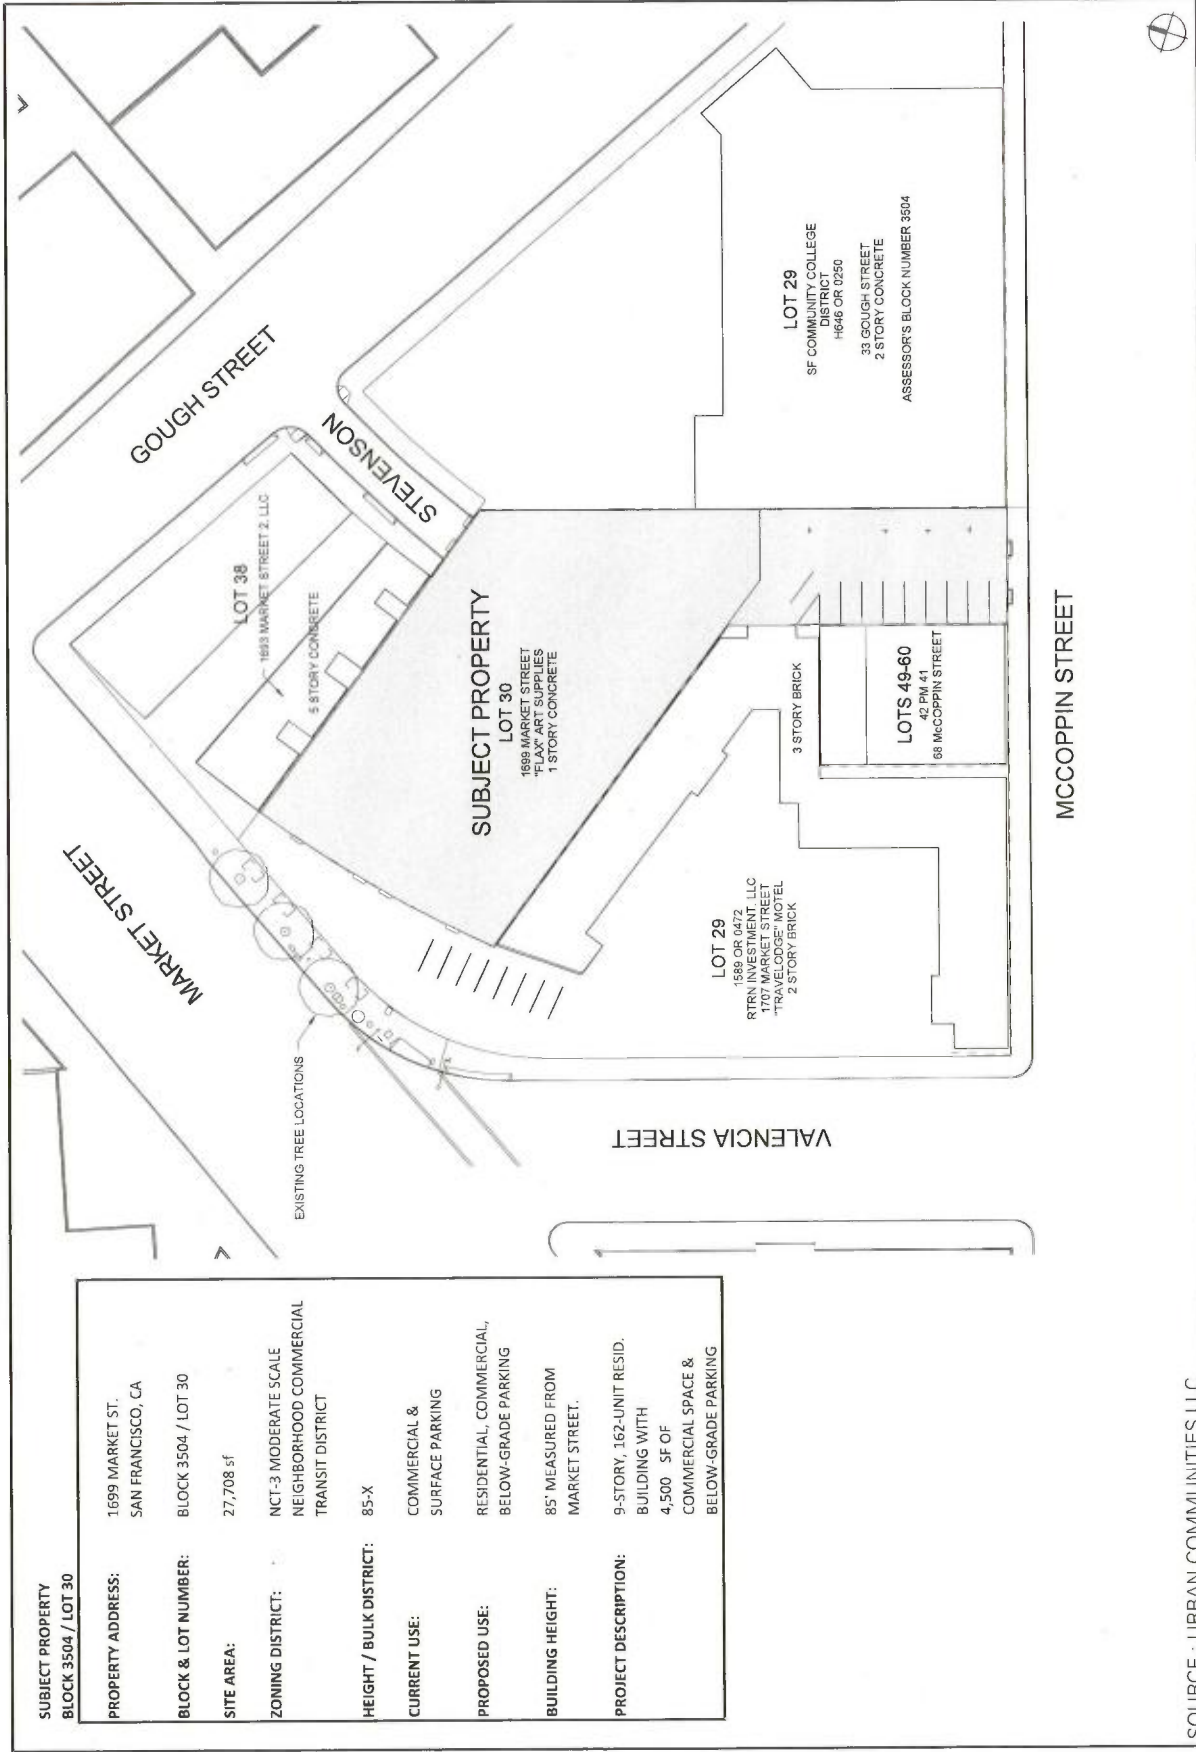 SUBJECT PROPERTY
BLOCK 3504 / LOT 30
PROPERTY ADDRESS:
1699 MARKET ST.
SAN FRANCISCO, CA
BLOCK & LOT NUMBER:
BLOCK 3504 / LOT 30
SITE AREA:
27,708 sf
ZONING DISTRICT:
NCT-3 MODERATE SCALE
NEIGHBORHOOD COMMERCIAL
TRANSIT DISTRICT
HEIGHT / BULK DISTRICT:
85-X
CURRENT USE:
COMMERCIAL &
SURFACE PARKING
PROPOSED USE:
RESIDENTIAL, COMMERCIAL,
BELOW-GRADE PARKING
BUILDING HEIGHT:
85' MEASURED FROM
MARKET STREET.
PROJECT DESCRIPTION:
9-STORY, 162-UNIT RESID.
BUILDING WITH
4,500 SF OF
COMMERCIAL SPACE &
BELOW-GRADE PARKING
MARKET STREET
GOUGH STREET
STEVENSON
EXISTING TREE LOCATIONS
LOT 38
1693 MARKET STREET 2, LLC
5 STORY CONCRETE
SUBJECT PROPERTY
LOT 30
1699 MARKET STREET
"FLAX" ART SUPPLIES
1 STORY CONCRETE
LOT 29
1589 OR 0472
RTRN INVESTMENT, LLC
1707 MARKET STREET
"TRAVELODGE" MOTEL
2 STORY BRICK
3 STORY BRICK
LOTS 49-60
42 PM 41
68 McCOPPIN STREET
LOT 29
SF COMMUNITY COLLEGE
DISTRICT
H646 OR 0250
33 GOUGH STREET
2 STORY CONCRETE
ASSESSOR'S BLOCK NUMBER 3504
VALENCIA STREET
MCCOPPIN STREET
SOURCE : URBAN COMMUNITIES LLC